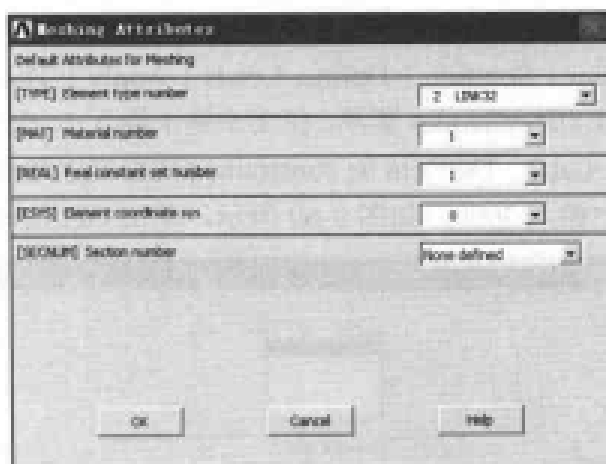 Meshing Attributes
Default Attributes for Meshing
[TYPE] Element type number 2 LINK32
[MAT] Material number 1
[REAL] Real constant set number 1
[ESYS] Element coordinate sys 0
[SECNUM] Section number None defined
OK Cancel Help